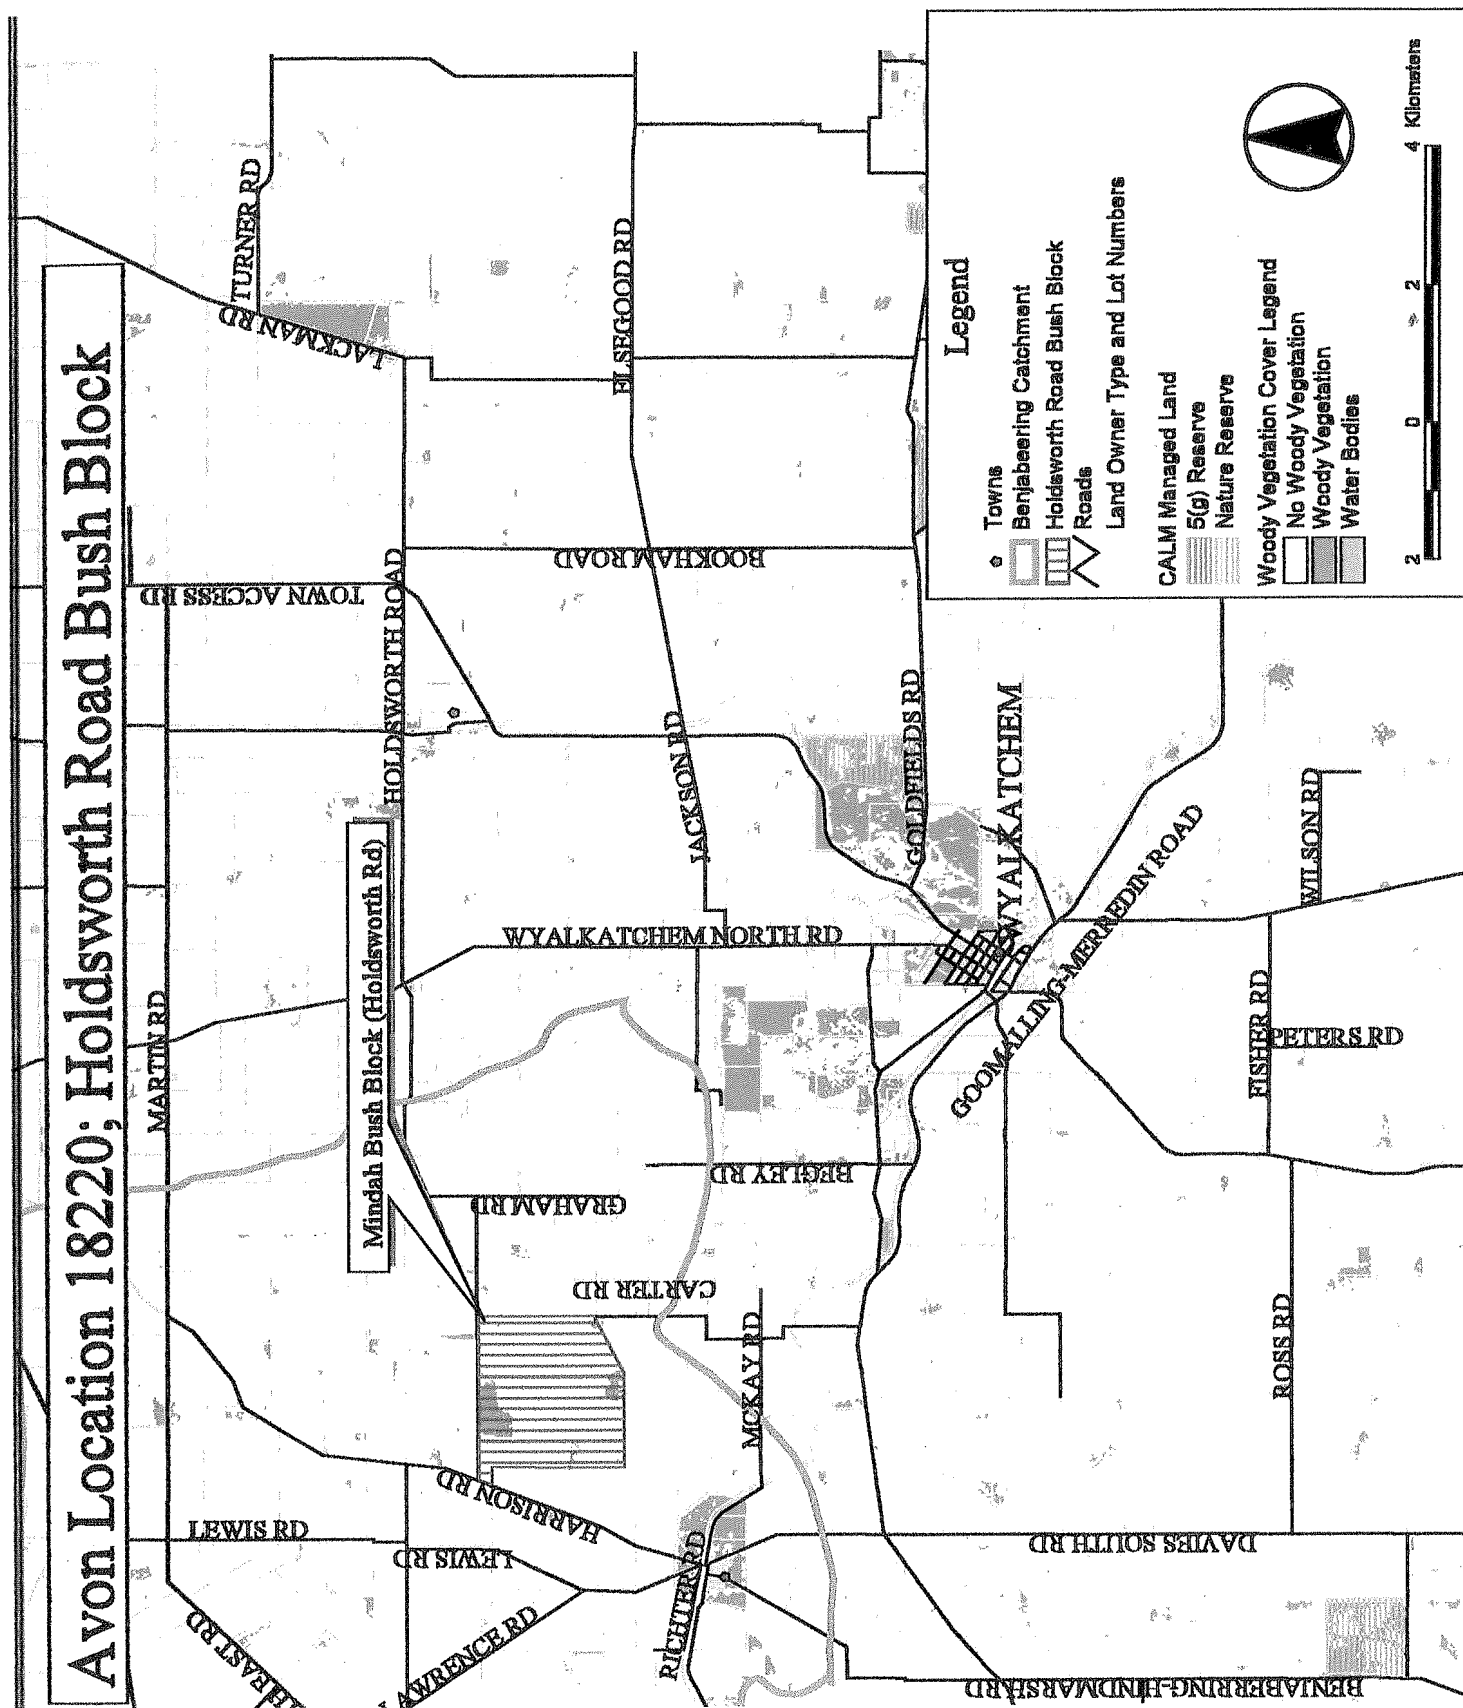 Avon Location 18220; Holdsworth Road Bush Block
TURNER RD
LACKMAN RD
ELSEGOOD RD
TOWN ACCESS RD
HOLDSWORTH ROAD
BOOKHAM ROAD
MARTIN RD
Mindah Bush Block (Holdsworth Rd)
JACKSON RD
GOLDFIELDS RD
WYALKATCHEM
WYALKATCHEM NORTH RD
GOOMALLING-MERREDIN ROAD
WILSON RD
FISHER RD
PETERS RD
BEGLEY RD
GRAHAM RD
CARTER RD
MCKAY RD
ROSS RD
LEWIS RD
HARRISON RD
LEWIS RD
RICHTER RD
DAVIES SOUTH RD
EAST RD
LAWRENCE RD
BENJABERRING-HINDMARSH RD
Legend
Towns
Benjabeering Catchment
Holdsworth Road Bush Block
Roads
Land Owner Type and Lot Numbers
CALM Managed Land
5(g) Reserve
Nature Reserve
Woody Vegetation Cover Legend
No Woody Vegetation
Woody Vegetation
Water Bodies
2 0 2 4 Kilometers